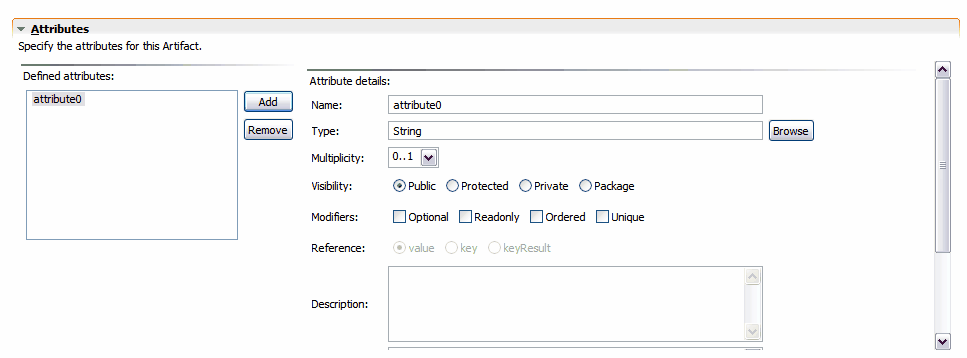 Attributes
Specify the attributes for this Artifact.
Defined attributes:
attribute0
Add
Remove
Attribute details:
Name: attribute0
Type: String Browse
Multiplicity: 0..1
Visibility: Public Protected Private Package
Modifiers: Optional Readonly Ordered Unique
Reference: value key keyResult
Description: